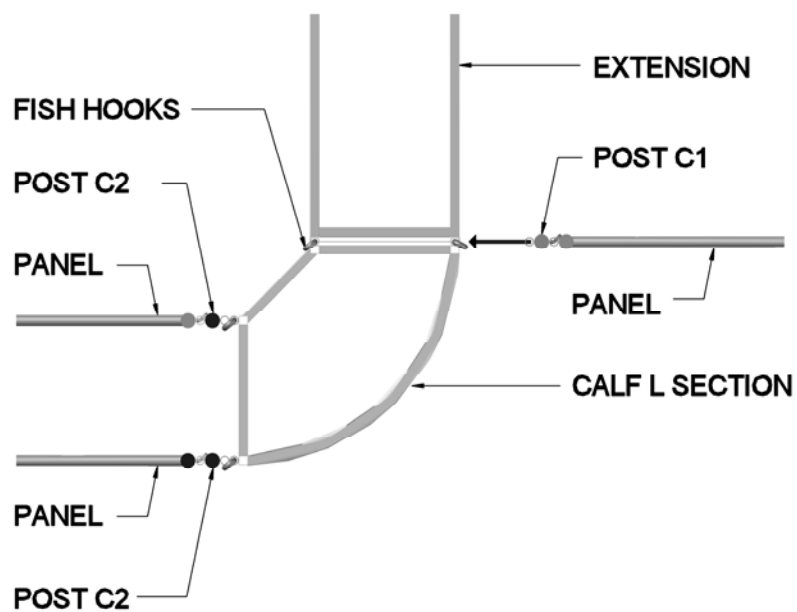 EXTENSION
FISH HOOKS
POST C1
POST C2
PANEL
PANEL
CALF L SECTION
PANEL
POST C2